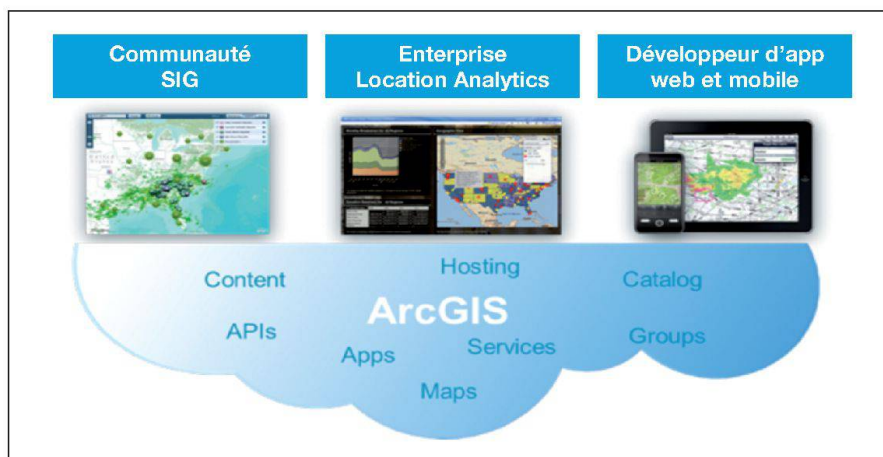 Communauté
SIG
Enterprise
Location Analytics
Développeur d'app
web et mobile
Content
Hosting
Catalog
ArcGIS
APIs
Apps
Services
Groups
Maps